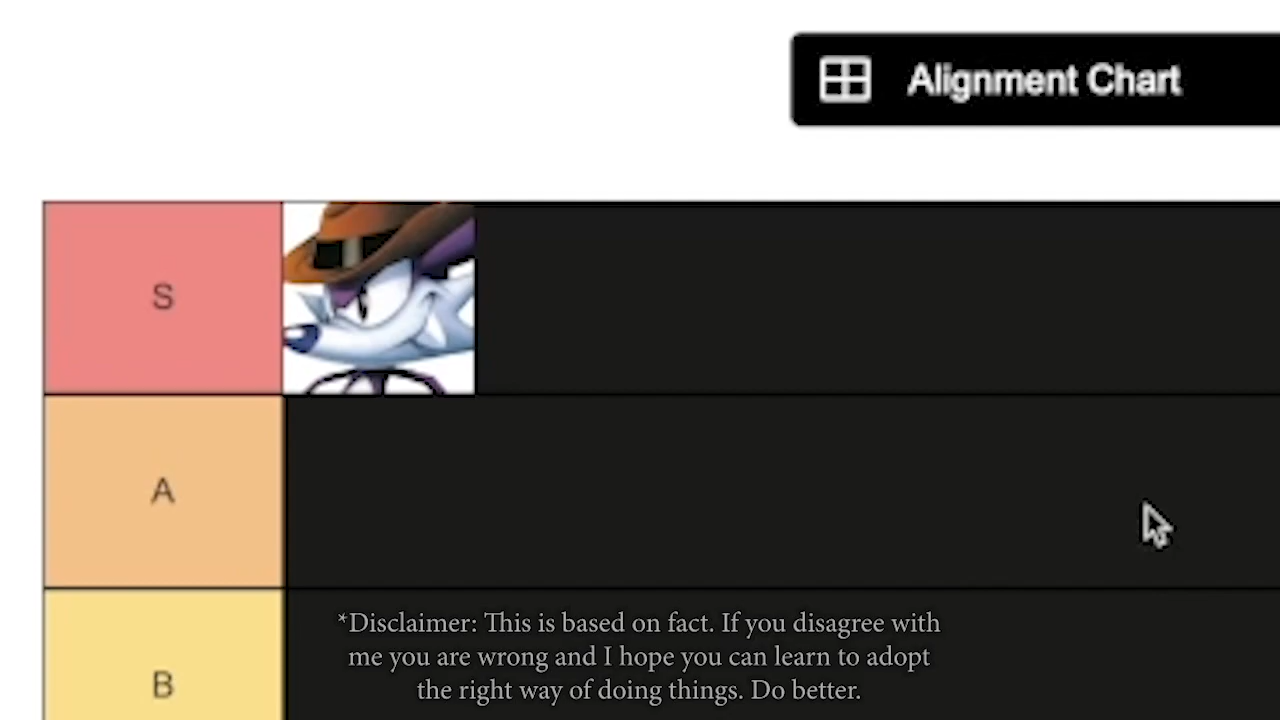 Alignment Chart
S
A
B
*Disclaimer: This is based on fact. If you disagree with
me you are wrong and I hope you can learn to adopt
the right way of doing things. Do better.